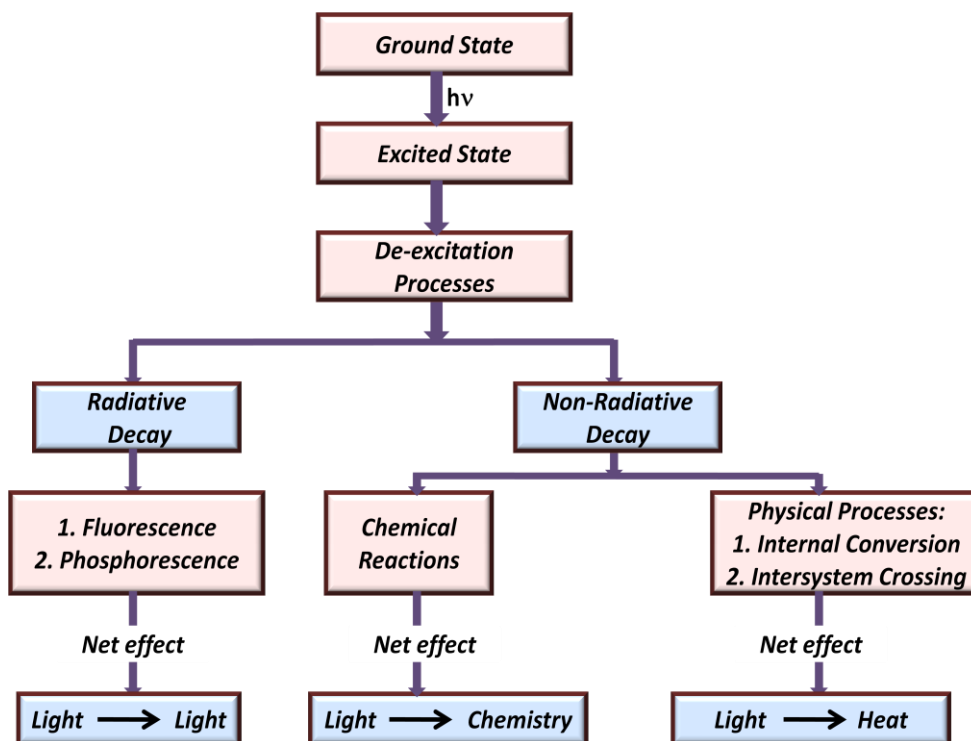 Ground State
hν
Excited State
De-excitation
Processes
Radiative
Decay
Non-Radiative
Decay
1. Fluorescence
2. Phosphorescence
Chemical
Reactions
Physical Processes:
1. Internal Conversion
2. Intersystem Crossing
Net effect
Net effect
Net effect
Light → Light
Light → Chemistry
Light → Heat